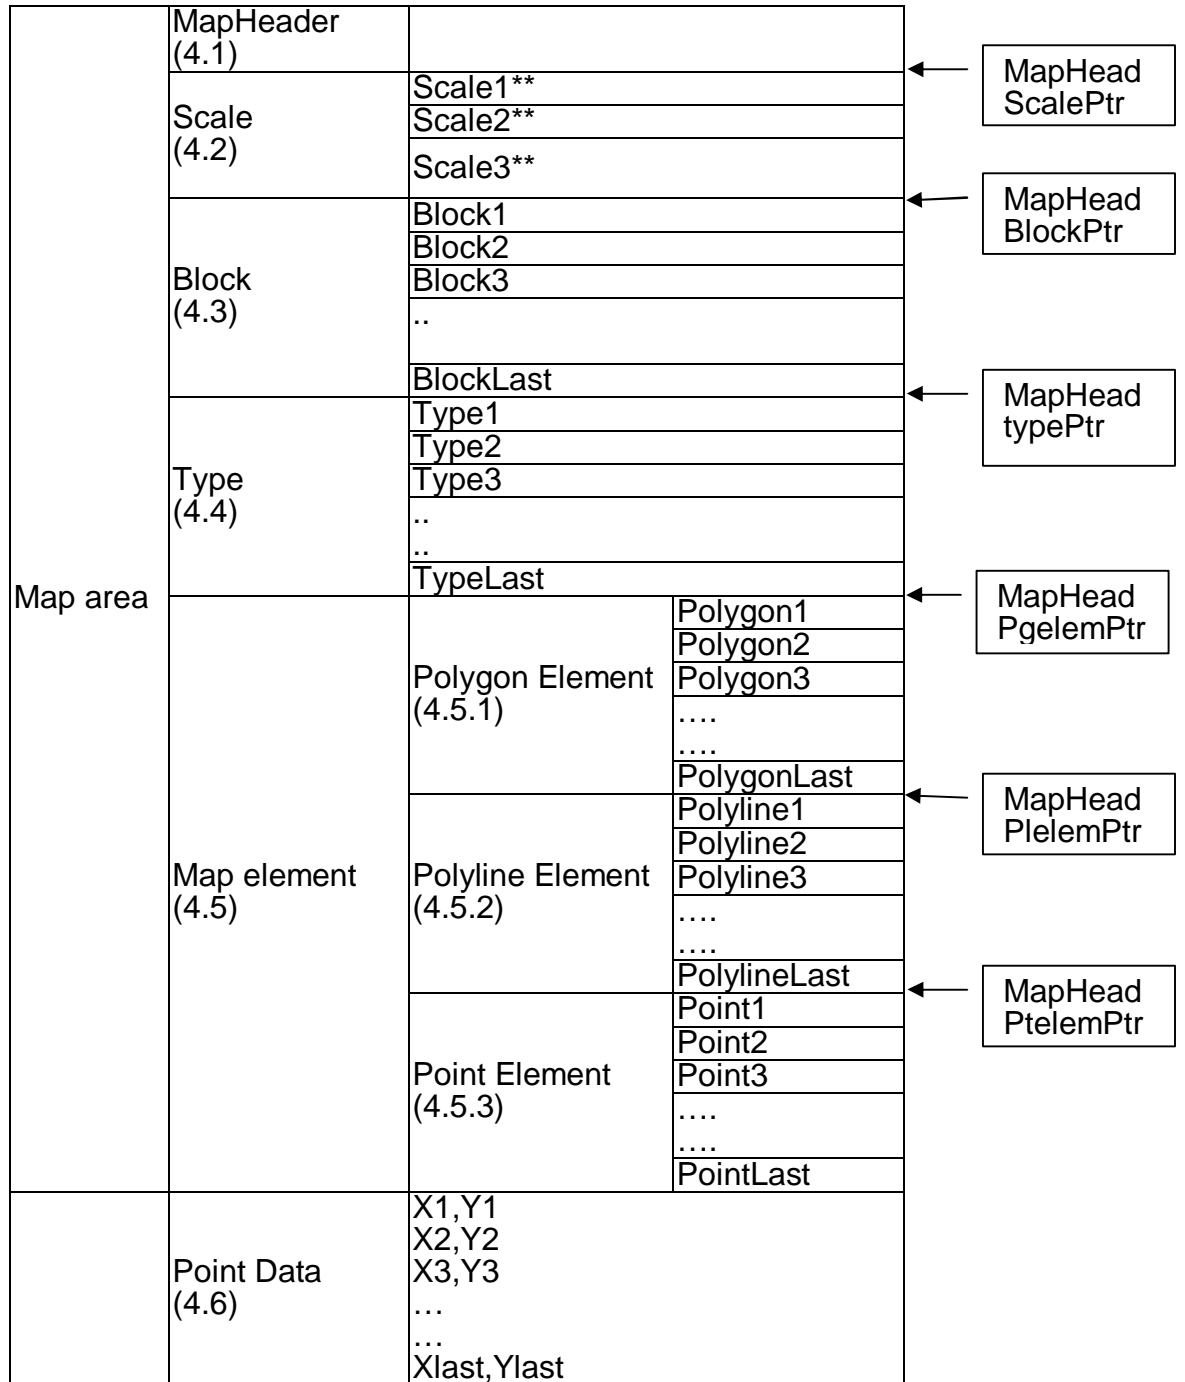 MapHeader
(4.1)
MapHead
ScalePtr
Scale
(4.2)
Scale1**
Scale2**
Scale3**
MapHead
BlockPtr
Block
(4.3)
Block1
Block2
Block3
..
BlockLast
MapHead
typePtr
Type
(4.4)
Type1
Type2
Type3
..
..
TypeLast
Map area
MapHead
PgelemPtr
Map element
(4.5)
Polygon Element
(4.5.1)
Polygon1
Polygon2
Polygon3
....
....
PolygonLast
MapHead
PlelemPtr
Polyline Element
(4.5.2)
Polyline1
Polyline2
Polyline3
....
....
PolylineLast
MapHead
PtelemPtr
Point Element
(4.5.3)
Point1
Point2
Point3
....
....
PointLast
Point Data
(4.6)
X1,Y1
X2,Y2
X3,Y3
...
...
Xlast,Ylast